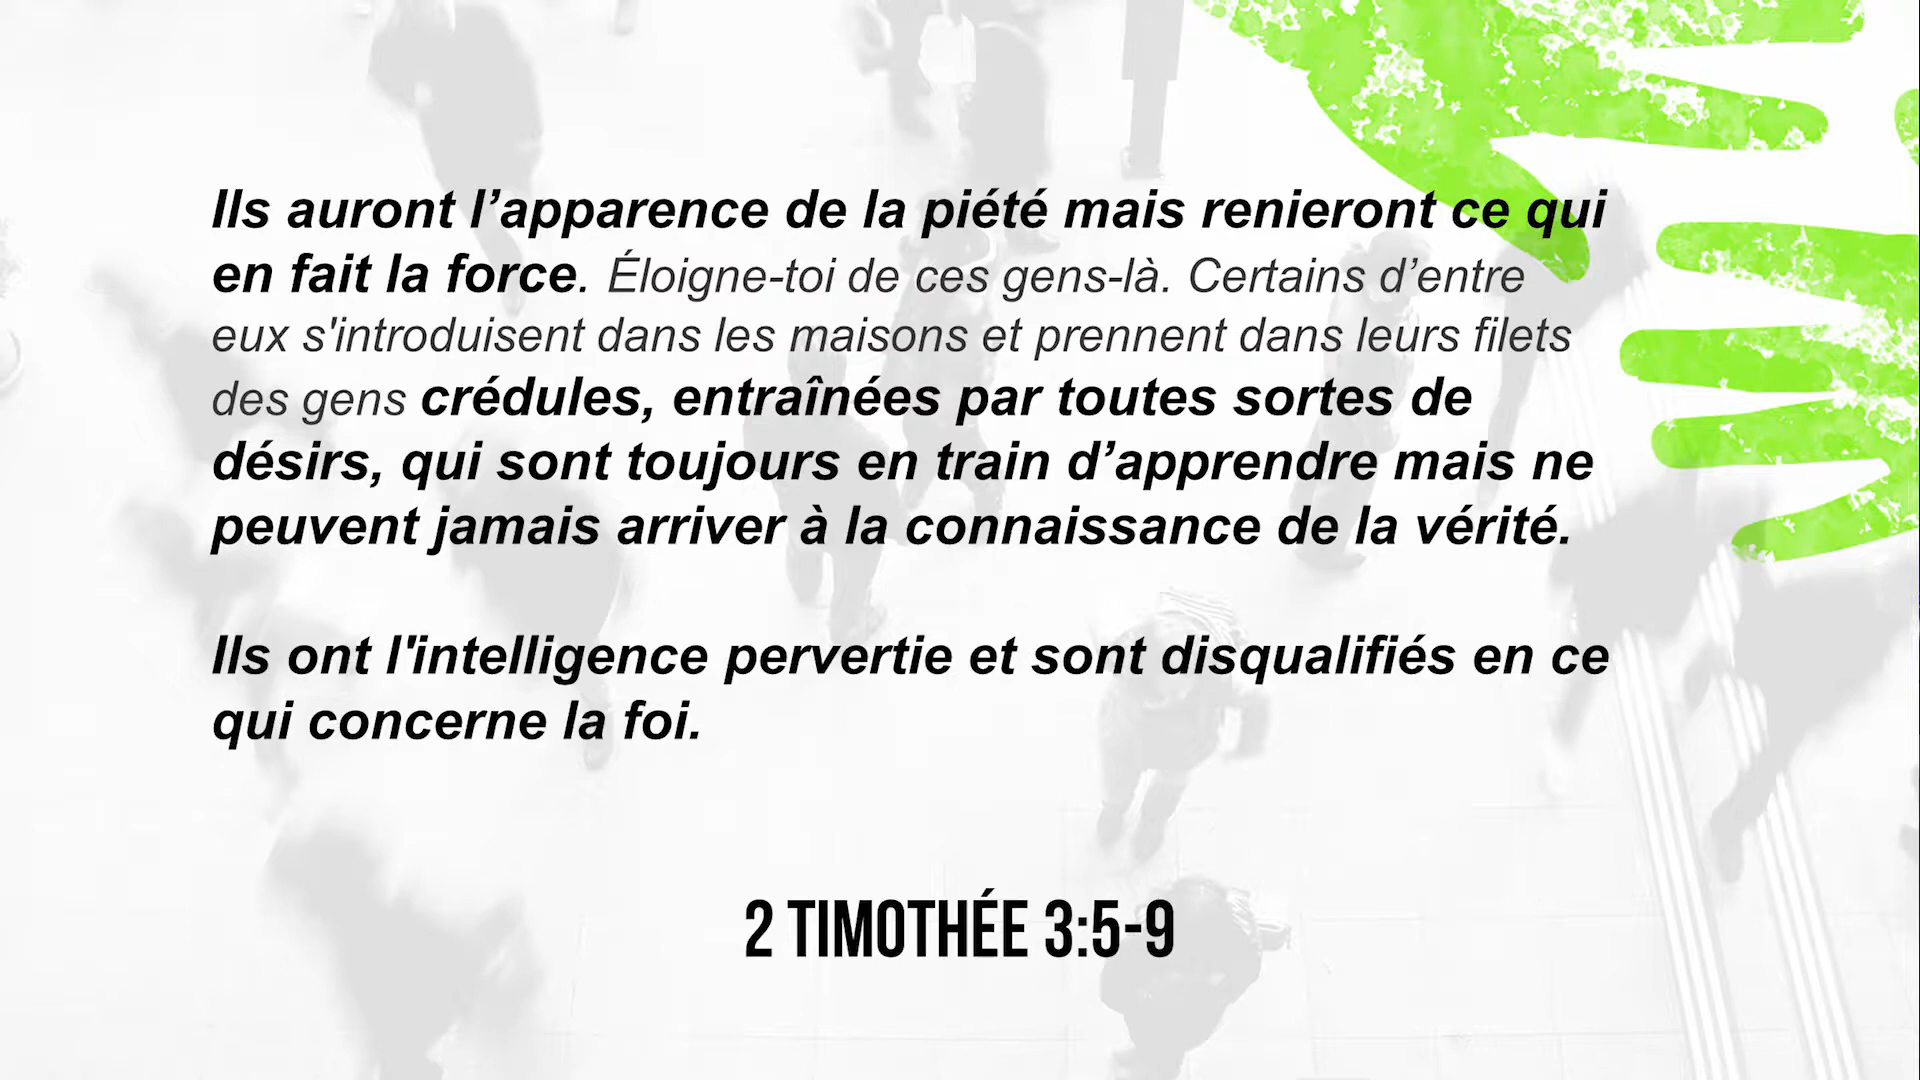 Ils auront l’apparence de la piété mais renieront ce qui
en fait la force. Éloigne-toi de ces gens-là. Certains d’entre
eux s'introduisent dans les maisons et prennent dans leurs filets
des gens crédules, entraînées par toutes sortes de
désirs, qui sont toujours en train d’apprendre mais ne
peuvent jamais arriver à la connaissance de la vérité.
Ils ont l'intelligence pervertie et sont disqualifiés en ce
qui concerne la foi.
2 TIMOTHÉE 3:5-9